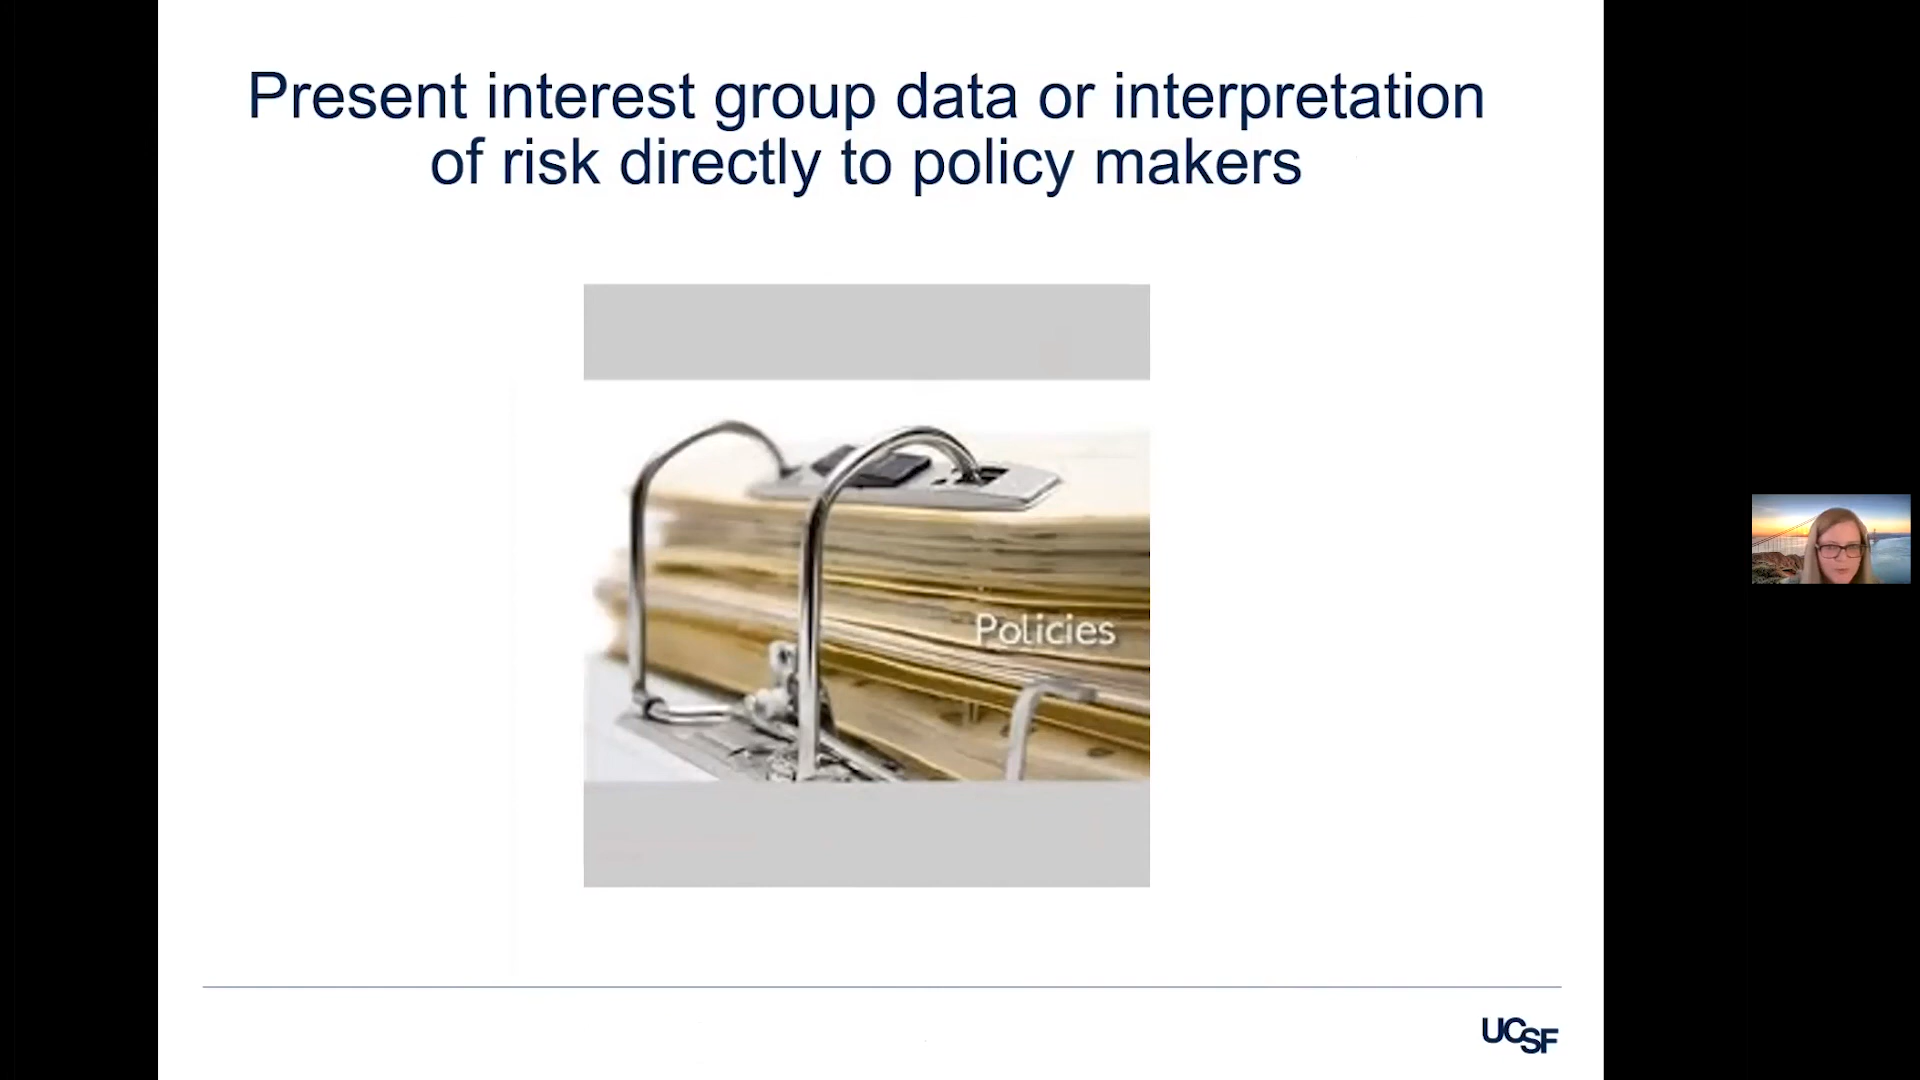 Present interest group data or interpretation
of risk directly to policy makers
Policies
UCSF